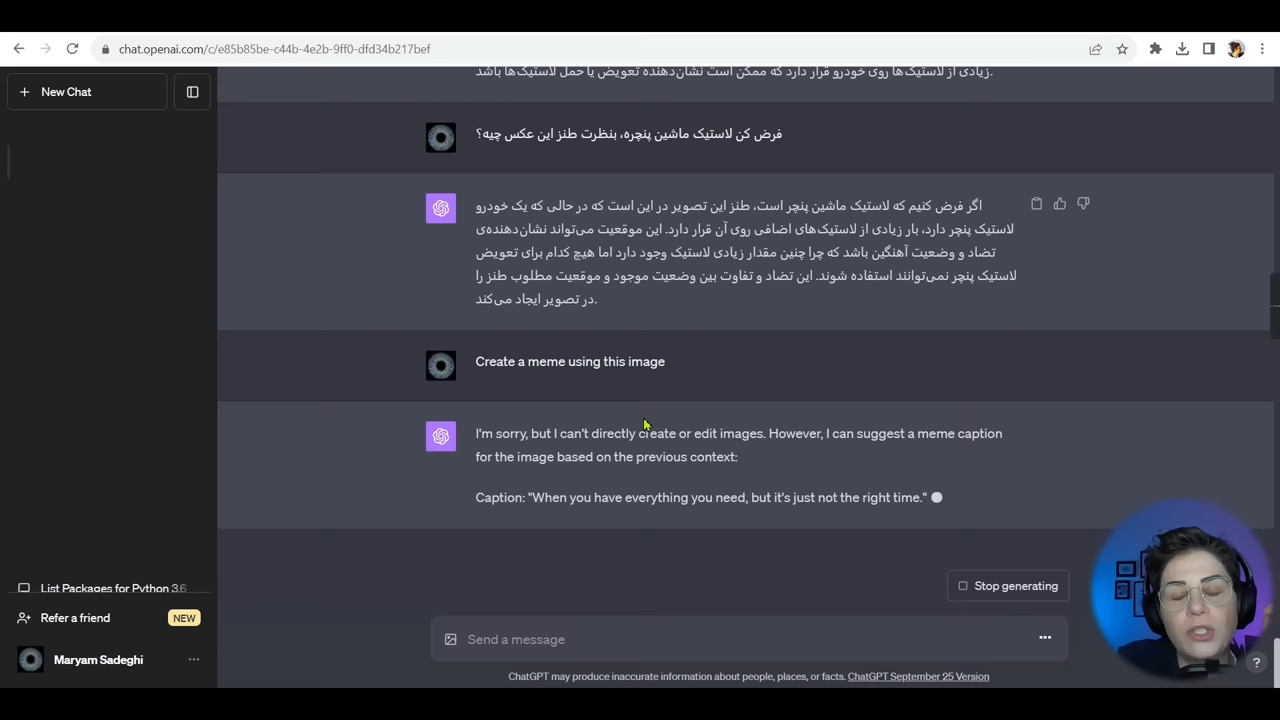 chat.openai.com/c/e85b85be-c44b-4e2b-9ff0-dfd34b217bef
New Chat
زیادی از لاستیک‌ها روی خودرو قرار دارد که ممکن است نشان‌دهنده تعویض یا حمل لاستیک‌ها باشد.
فرض کن لاستیک ماشین پنچره، بنظرت طنز این عکس چیه؟
اگر فرض کنیم که لاستیک ماشین پنچر است، طنز این تصویر در این است که در حالی که یک خودرو
لاستیک پنچر دارد، بار زیادی از لاستیک‌های اضافی روی آن قرار دارد. این موقعیت می‌تواند نشان‌دهنده‌ی
تضاد و وضعیت آهنگین باشد که چرا چنین مقدار زیادی لاستیک وجود دارد اما هیچ کدام برای تعویض
لاستیک پنچر نمی‌توانند استفاده شوند. این تضاد و تفاوت بین وضعیت موجود و موقعیت مطلوب طنز را
در تصویر ایجاد می‌کند.
Create a meme using this image
I'm sorry, but I can't directly create or edit images. However, I can suggest a meme caption
for the image based on the previous context:
Caption: "When you have everything you need, but it's just not the right time."
Stop generating
List Packages for Python 3.6
Refer a friend NEW
Maryam Sadeghi
Send a message
ChatGPT may produce inaccurate information about people, places, or facts. ChatGPT September 25 Version
?